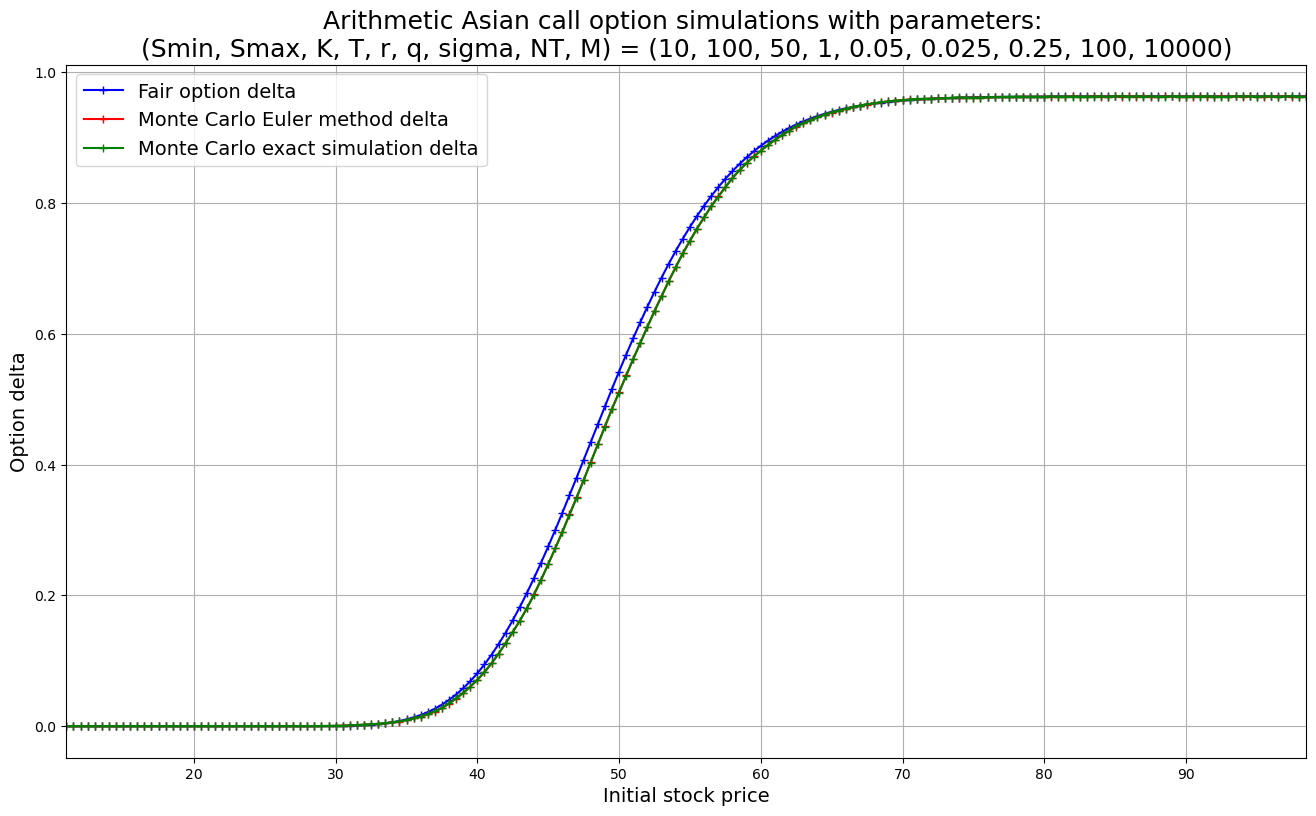 Arithmetic Asian call option simulations with parameters:
(Smin, Smax, K, T, r, q, sigma, NT, M) = (10, 100, 50, 1, 0.05, 0.025, 0.25, 100, 10000)
Fair option delta
Monte Carlo Euler method delta
Monte Carlo exact simulation delta
Option delta
1.0
0.8
0.6
0.4
0.2
0.0
20 30 40 50 60 70 80 90
Initial stock price